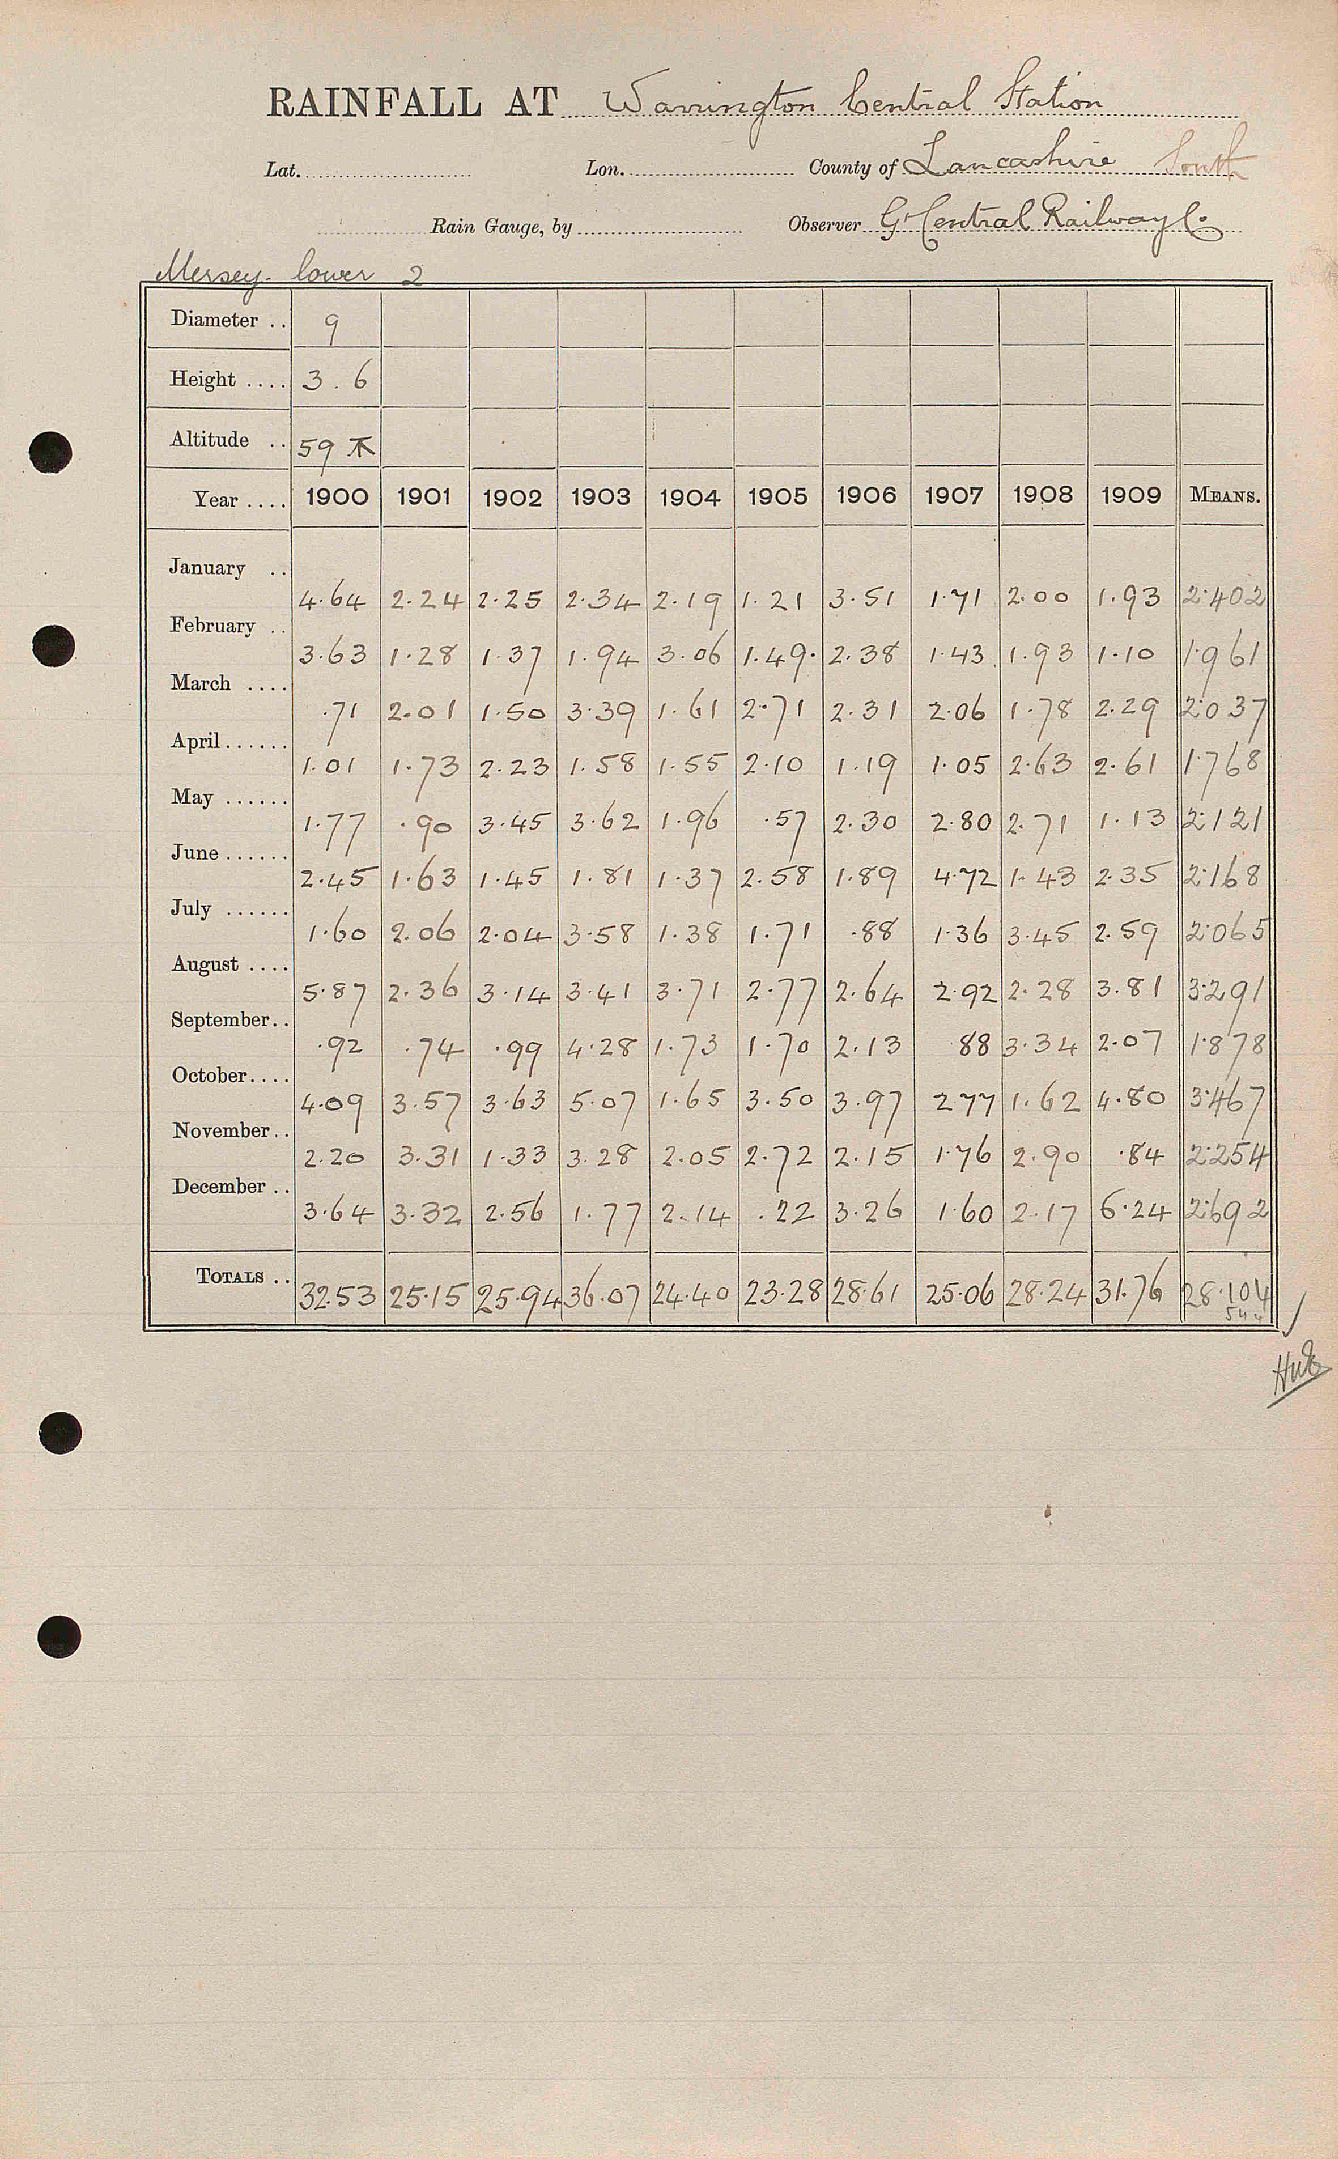 RAINFALL AT Warrington Central Station
Lat. Lon. County of Lancashire South
Rain Gauge, by Observer Gt Central Railway Co.
Mersey. lower 2
Diameter .. 9
Height .... 3.6
Altitude .. 59
Year .... 1900 1901 1902 1903 1904 1905 1906 1907 1908 1909 MEANS.
January .. 4.64 2.24 2.25 2.34 2.19 1.21 3.51 1.71 2.00 1.93 2.402
February .. 3.63 1.28 1.37 1.94 3.06 1.49. 2.38 1.43 1.93 1.10 1.961
March .... .71 2.01 1.50 3.39 1.61 2.71 2.31 2.06 1.78 2.29 2.037
April...... 1.01 1.73 2.23 1.58 1.55 2.10 1.19 1.05 2.63 2.61 1.768
May ...... 1.77 .90 3.45 3.62 1.96 .57 2.30 2.80 2.71 1.13 2.121
June...... 2.45 1.63 1.45 1.81 1.37 2.58 1.89 4.72 1.43 2.35 2.168
July ...... 1.60 2.06 2.04 3.58 1.38 1.71 .88 1.36 3.45 2.59 2.065
August .... 5.87 2.36 3.14 3.41 3.71 2.77 2.64 2.92 2.28 3.81 3.291
September.. .92 .74 .99 4.28 1.73 1.70 2.13 .88 3.34 2.07 1.878
October.... 4.09 3.57 3.63 5.07 1.65 3.50 3.97 2.77 1.62 4.80 3.467
November.. 2.20 3.31 1.33 3.28 2.05 2.72 2.15 1.76 2.90 .84 2.254
December .. 3.64 3.32 2.56 1.77 2.14 .22 3.26 1.60 2.17 6.24 2.692
TOTALS .. 32.53 25.15 25.94 36.07 24.40 23.28 28.61 25.06 28.24 31.76 28.104